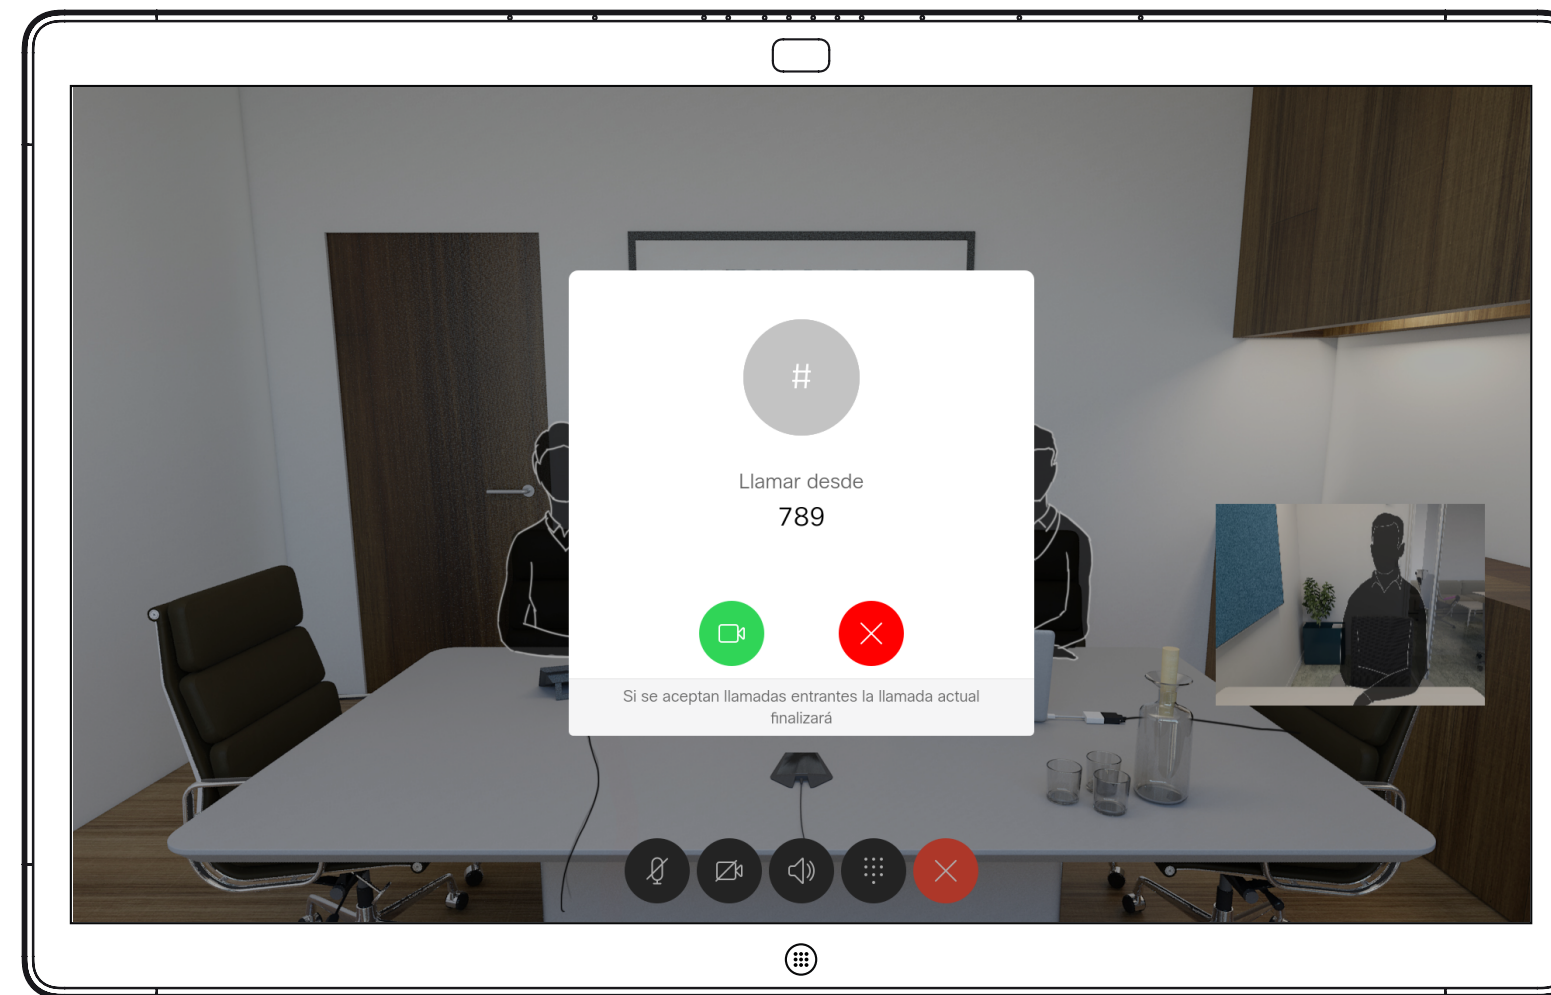 #
Llamar desde
789
Si se aceptan llamadas entrantes la llamada actual
finalizará